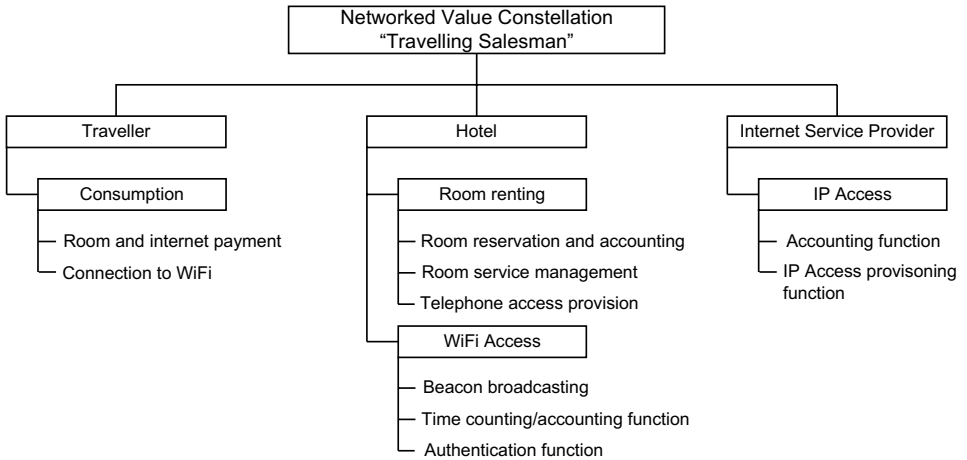 Networked Value Constellation
“Travelling Salesman”
Traveller
Consumption
Room and internet payment
Connection to WiFi
Hotel
Room renting
Room reservation and accounting
Room service management
Telephone access provision
WiFi Access
Beacon broadcasting
Time counting/accounting function
Authentication function
Internet Service Provider
IP Access
Accounting function
IP Access provisoning
function